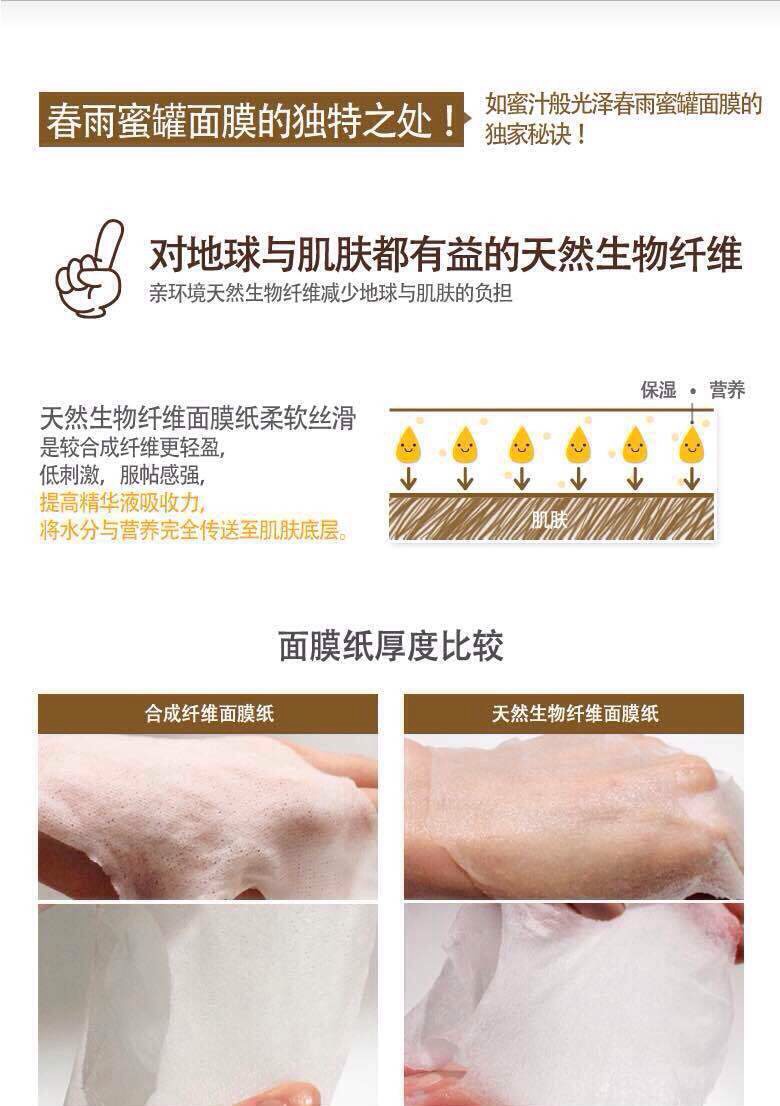 春雨蜜罐面膜的独特之处！
如蜜汁般光泽春雨蜜罐面膜的
独家秘诀！
对地球与肌肤都有益的天然生物纤维
亲环境天然生物纤维减少地球与肌肤的负担
天然生物纤维面膜纸柔软丝滑
是较合成纤维更轻盈,
低刺激，服帖感强,
提高精华液吸收力,
将水分与营养完全传送至肌肤底层。
保湿 • 营养
肌肤
面膜纸厚度比较
合成纤维面膜纸
天然生物纤维面膜纸